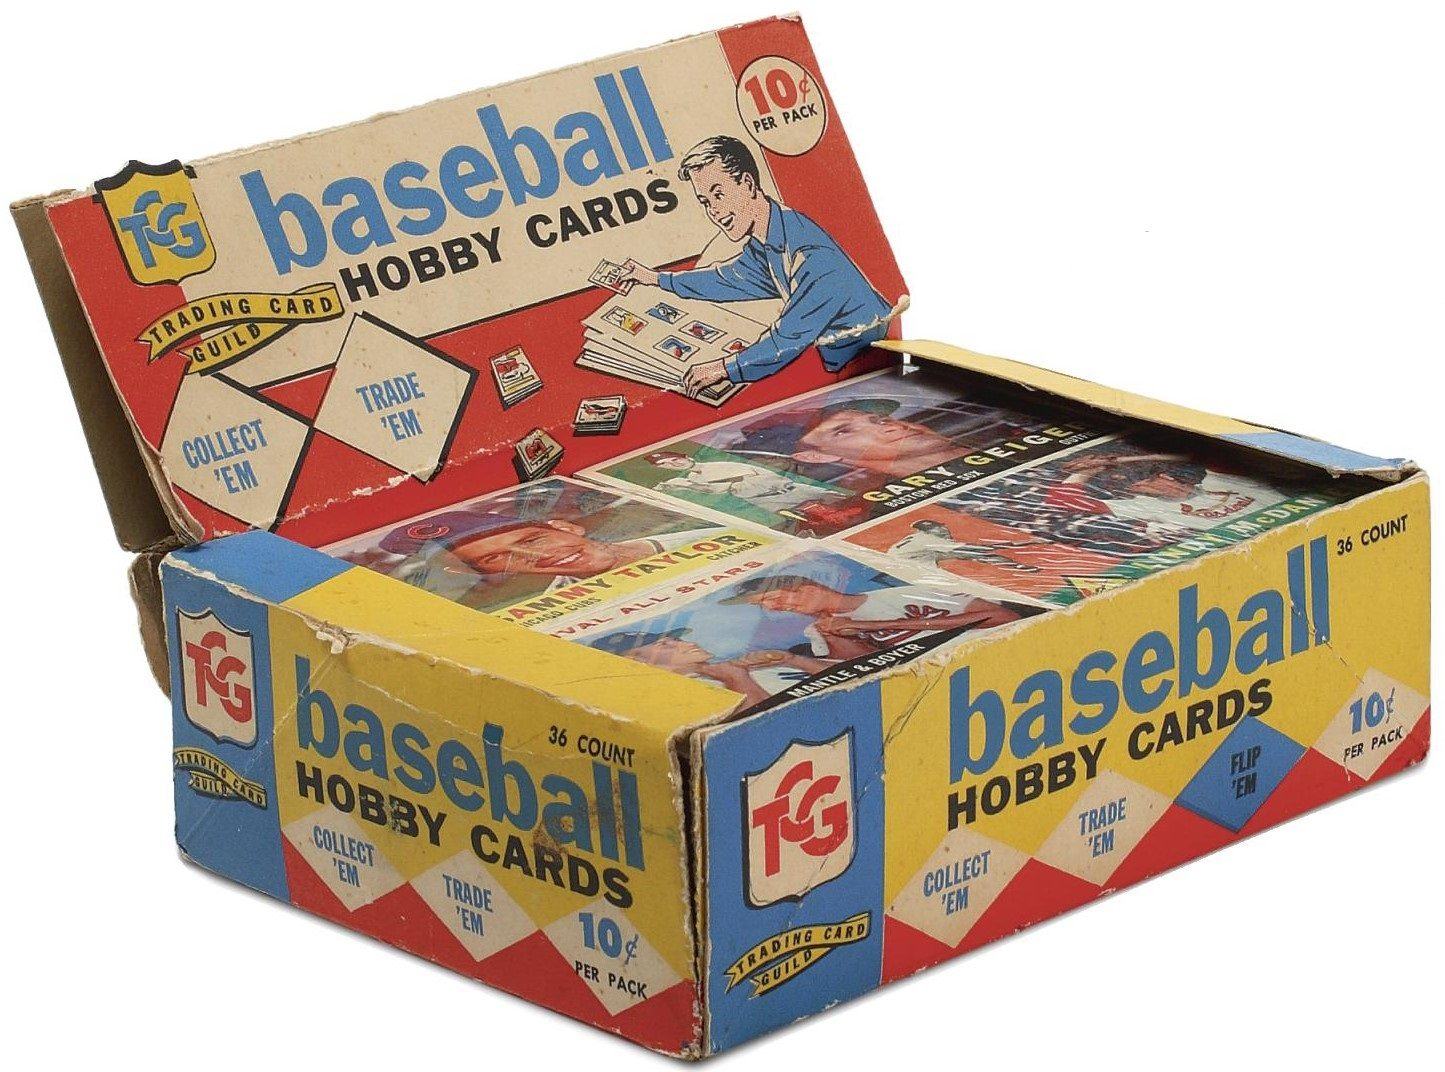 10¢
PER PACK
baseball
HOBBY CARDS
TCG
TRADING CARD
GUILD
COLLECT
'EM
TRADE
'EM
GARY GEIGE
BOSTON RED SOX
C
TAYLOR
CATCHER
CHICAGO CUBS
ALL STARS
MANTLE & BOYER
TCG
TRADING CARD
GUILD
36 COUNT
baseball
HOBBY CARDS
COLLECT
'EM
TRADE
'EM
10¢
PER PACK
36 COUNT
baseball
HOBBY CARDS
TCG
TRADING CARD
GUILD
COLLECT
'EM
TRADE
'EM
FLIP
'EM
10¢
PER PACK